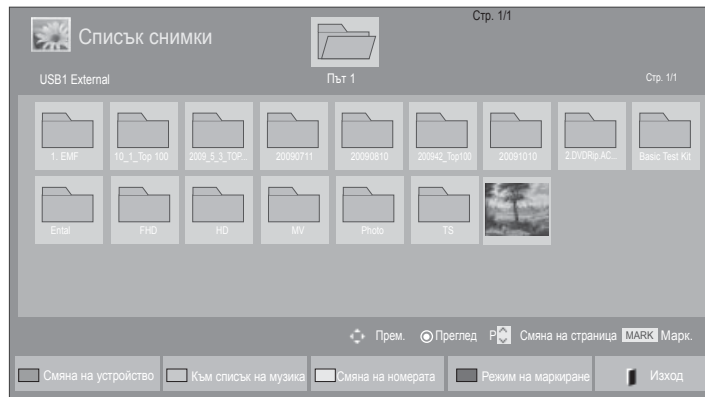 Стр. 1/1
Списък снимки
USB1 External
Път 1
Стр. 1/1
1. EMF
10_1_Top 100
2009_5_3_TOP...
20090711
20090810
200942_Top100
20091010
2.DVDRip.AC...
Basic Test Kit
Ental
FHD
HD
MV
Photo
TS
Прем. Преглед P Смяна на страница MARK Марк.
Смяна на устройство Към списък на музика Смяна на номерата Режим на маркиране Изход